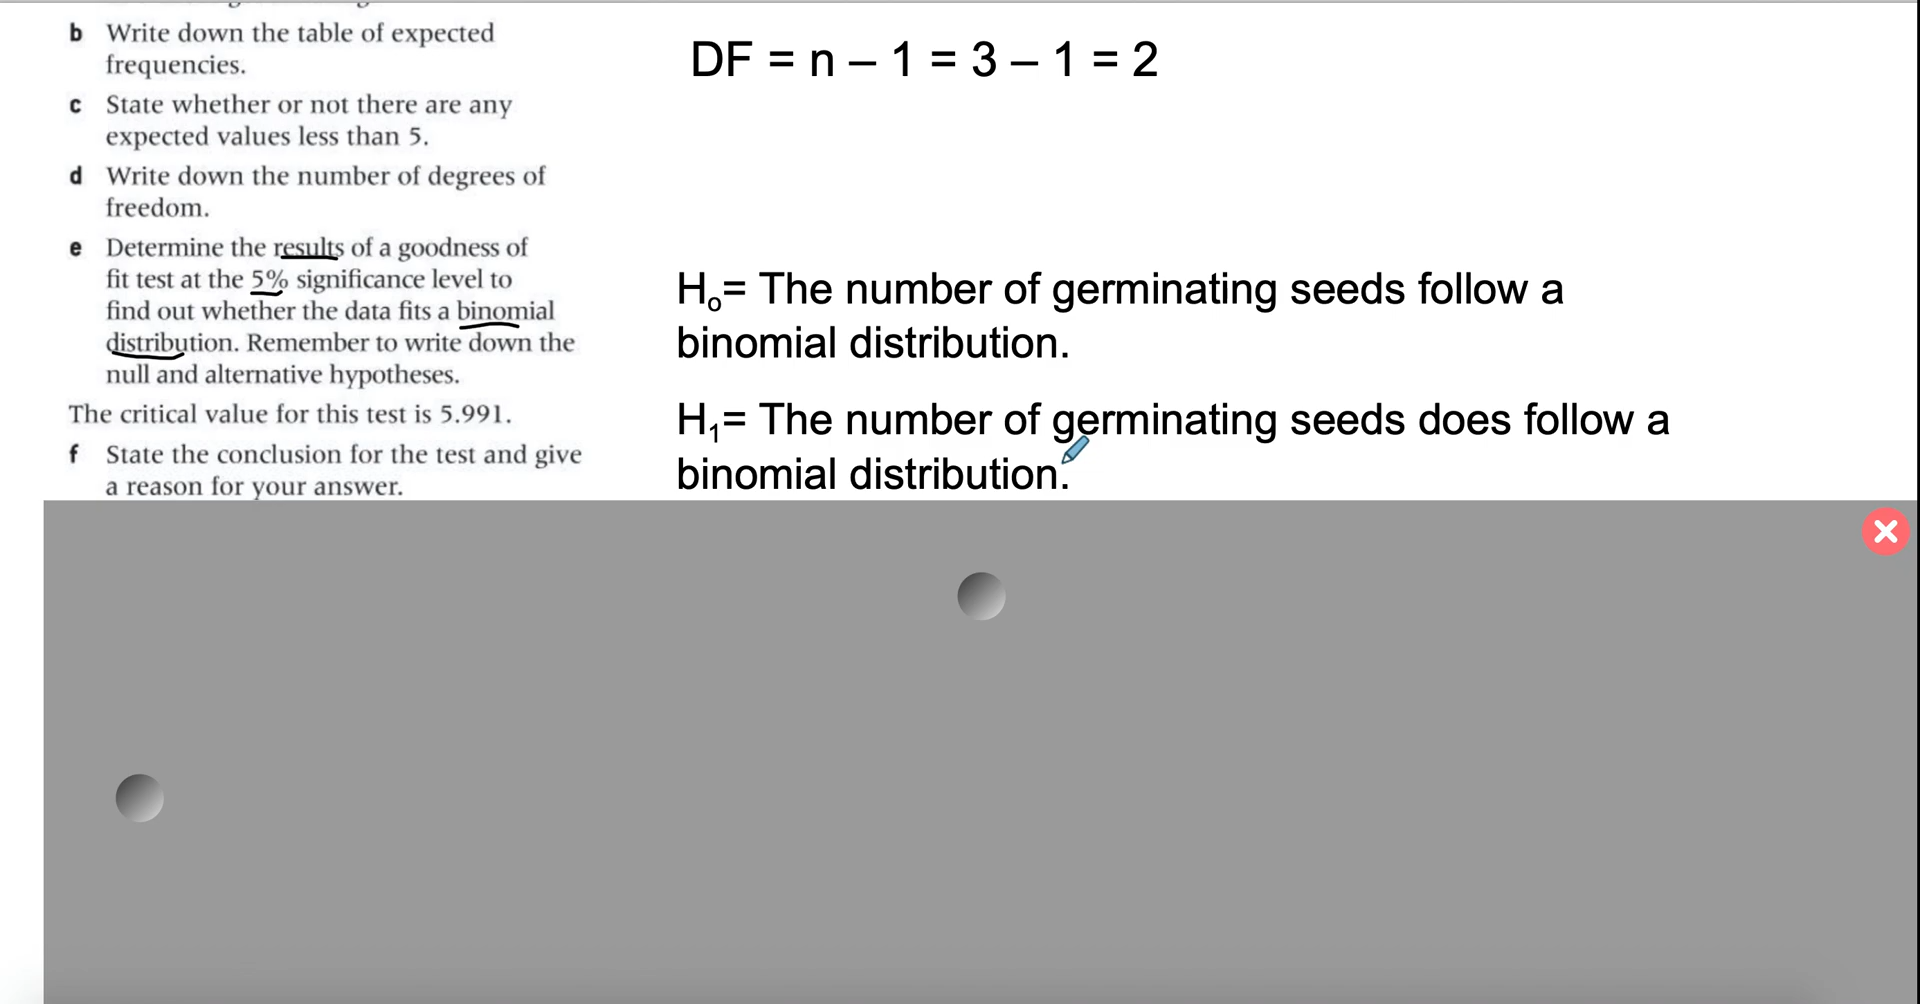 b Write down the table of expected
frequencies.
c State whether or not there are any
expected values less than 5.
d Write down the number of degrees of
freedom.
e Determine the results of a goodness of
fit test at the 5% significance level to
find out whether the data fits a binomial
distribution. Remember to write down the
null and alternative hypotheses.
The critical value for this test is 5.991.
f State the conclusion for the test and give
a reason for your answer.
DF = n – 1 = 3 – 1 = 2
Hₒ= The number of germinating seeds follow a
binomial distribution.
H₁= The number of germinating seeds does follow a
binomial distribution.